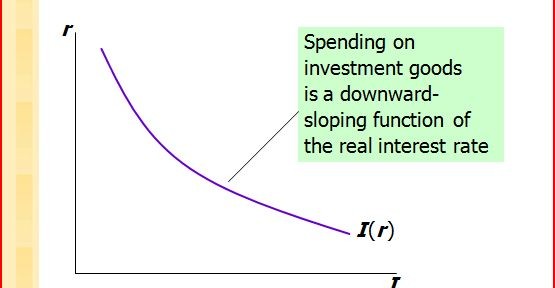 r
Spending on
investment goods
is a downward-
sloping function of
the real interest rate
I(r)
I